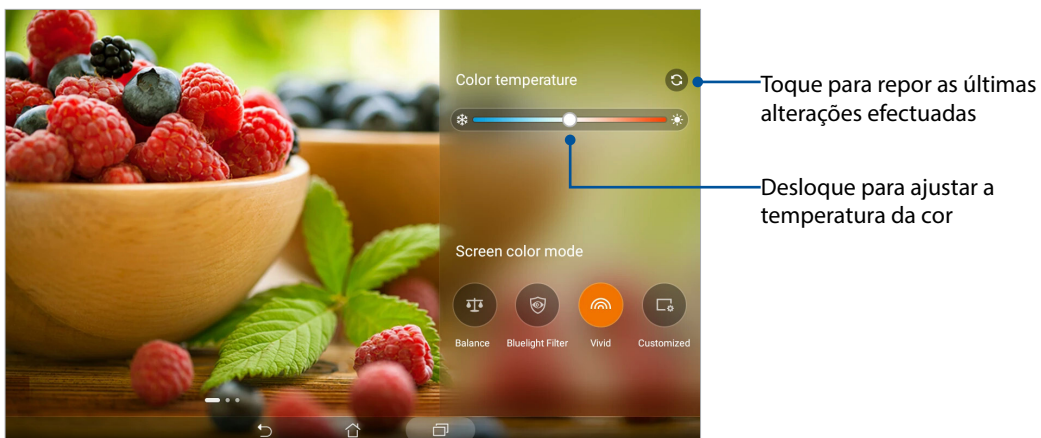 Color temperature
Toque para repor as últimas
alterações efectuadas
Desloque para ajustar a
temperatura da cor
Screen color mode
Balance
Bluelight Filter
Vivid
Customized